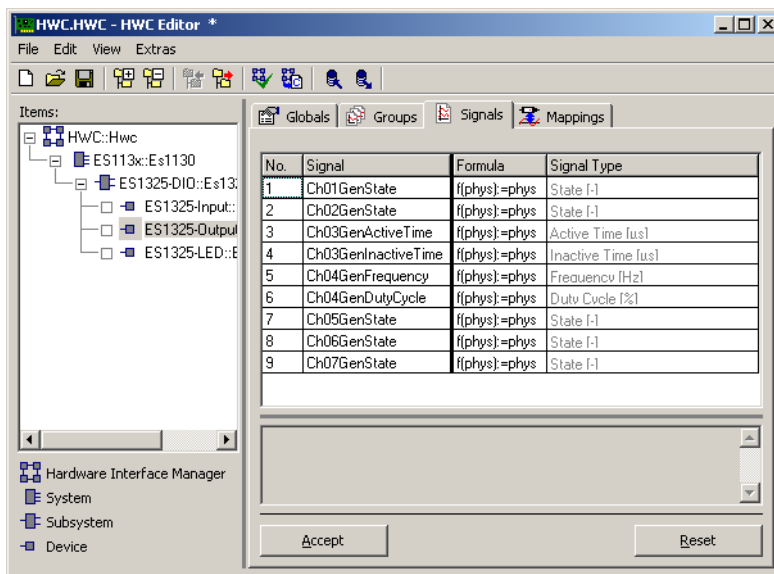 HWC.HWC - HWC Editor *
File Edit View Extras
Items:
HWC::Hwc
ES113x::Es1130
ES1325-DIO::Es13
ES1325-Input::
ES1325-Output
ES1325-LED::E
Globals Groups Signals Mappings
No. Signal Formula Signal Type
1 Ch01GenState f(phys):=phys State [-]
2 Ch02GenState f(phys):=phys State [-]
3 Ch03GenActiveTime f(phys):=phys Active Time [µs]
4 Ch03GenInactiveTime f(phys):=phys Inactive Time [us]
5 Ch04GenFrequency f(phys):=phys Frequency [Hz]
6 Ch04GenDutyCycle f(phys):=phys Duty Cycle [%]
7 Ch05GenState f(phys):=phys State [-]
8 Ch06GenState f(phys):=phys State [-]
9 Ch07GenState f(phys):=phys State [-]
Hardware Interface Manager
System
Subsystem
Device
Accept Reset